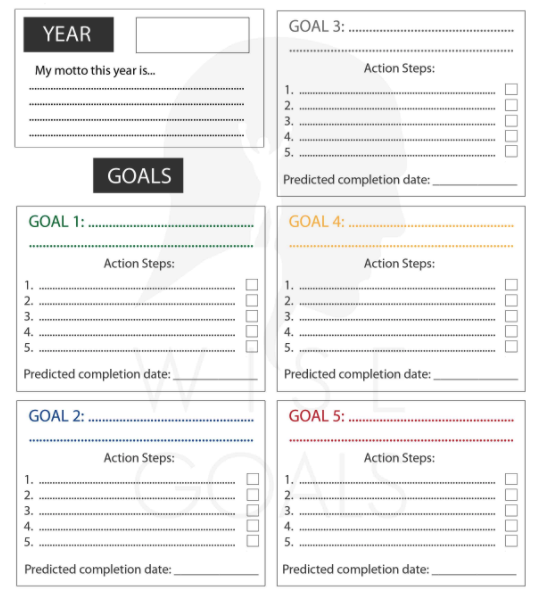 YEAR
My motto this year is...
GOALS
GOAL 1:
Action Steps:
1.
2.
3.
4.
5.
Predicted completion date:
GOAL 2:
Action Steps:
1.
2.
3.
4.
5.
Predicted completion date:
GOAL 3:
Action Steps:
1.
2.
3.
4.
5.
Predicted completion date:
GOAL 4:
Action Steps:
1.
2.
3.
4.
5.
Predicted completion date:
GOAL 5:
Action Steps:
1.
2.
3.
4.
5.
Predicted completion date:
WISE
GOALS